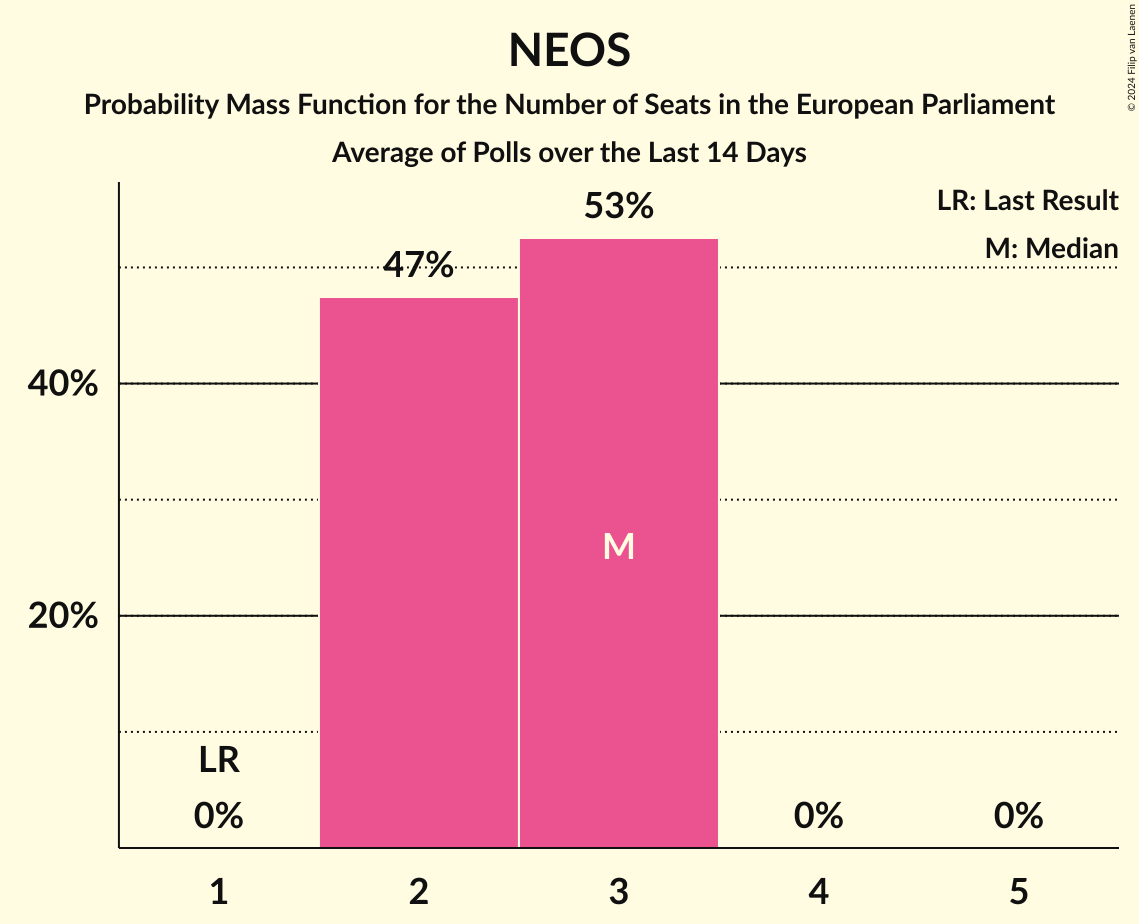 NEOS
Probability Mass Function for the Number of Seats in the European Parliament
Average of Polls over the Last 14 Days
© 2024 Filip van Laenen
LR: Last Result
M: Median
53%
47%
40%
20%
M
LR
0%
0%
0%
1
2
3
4
5